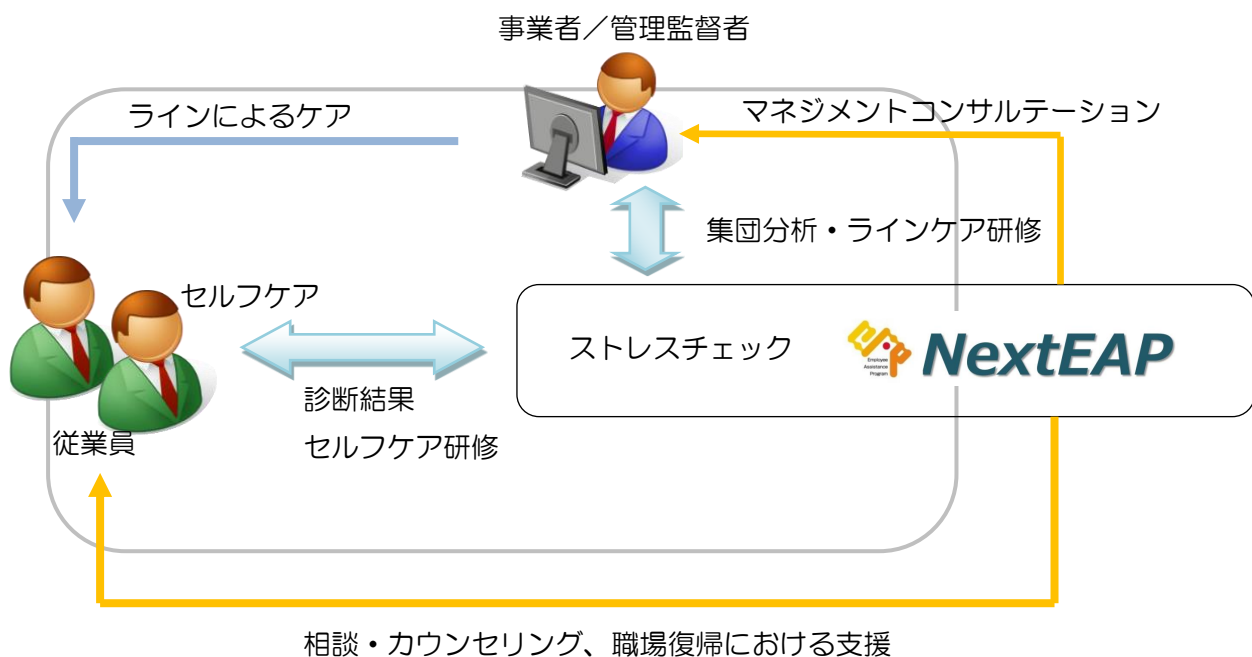 事業者／管理監督者
ラインによるケア
マネジメントコンサルテーション
集団分析・ラインケア研修
セルフケア
ストレスチェック
Employee
Assistance
Program
NextEAP
診断結果
セルフケア研修
従業員
相談・カウンセリング、職場復帰における支援